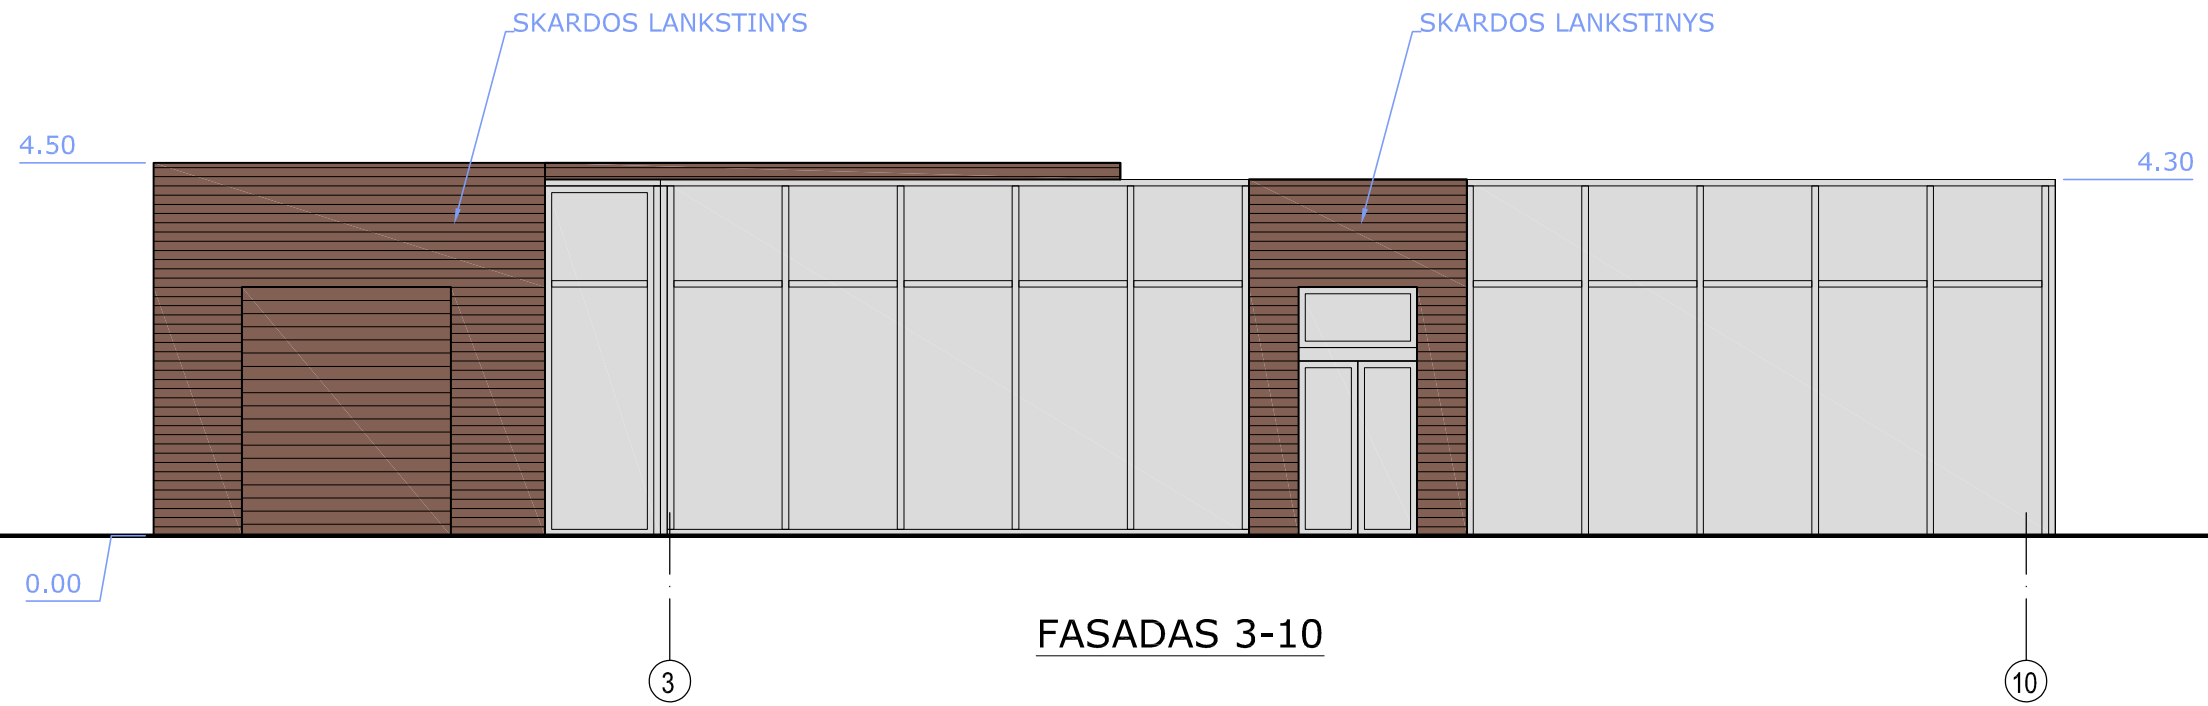 SKARDOS LANKSTINYS
SKARDOS LANKSTINYS
4.50
4.30
0.00
FASADAS 3-10
3
10